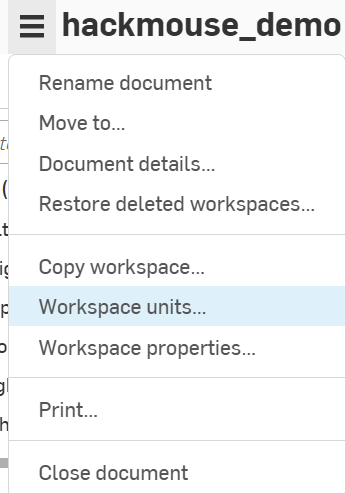 hackmouse_demo
Rename document
Move to...
Document details...
Restore deleted workspaces...
Copy workspace...
Workspace units...
Workspace properties...
Print...
Close document